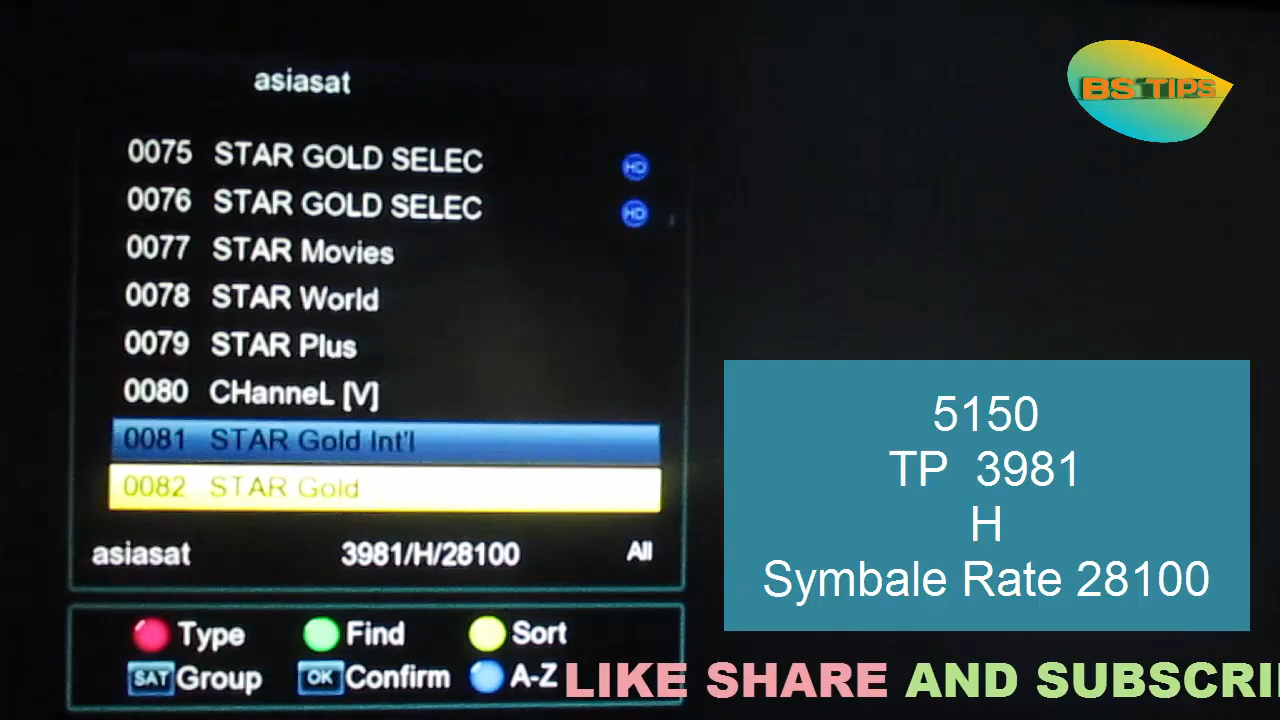 asiasat
BS TIPS
0075 STAR GOLD SELEC HD
0076 STAR GOLD SELEC HD
0077 STAR Movies
0078 STAR World
0079 STAR Plus
0080 CHanneL [V]
0081 STAR Gold Int'l
0082 STAR Gold
asiasat 3981/H/28100 All
5150
TP 3981
H
Symbale Rate 28100
Type Find Sort
SAT Group OK Confirm A-Z
LIKE SHARE AND SUBSCRI